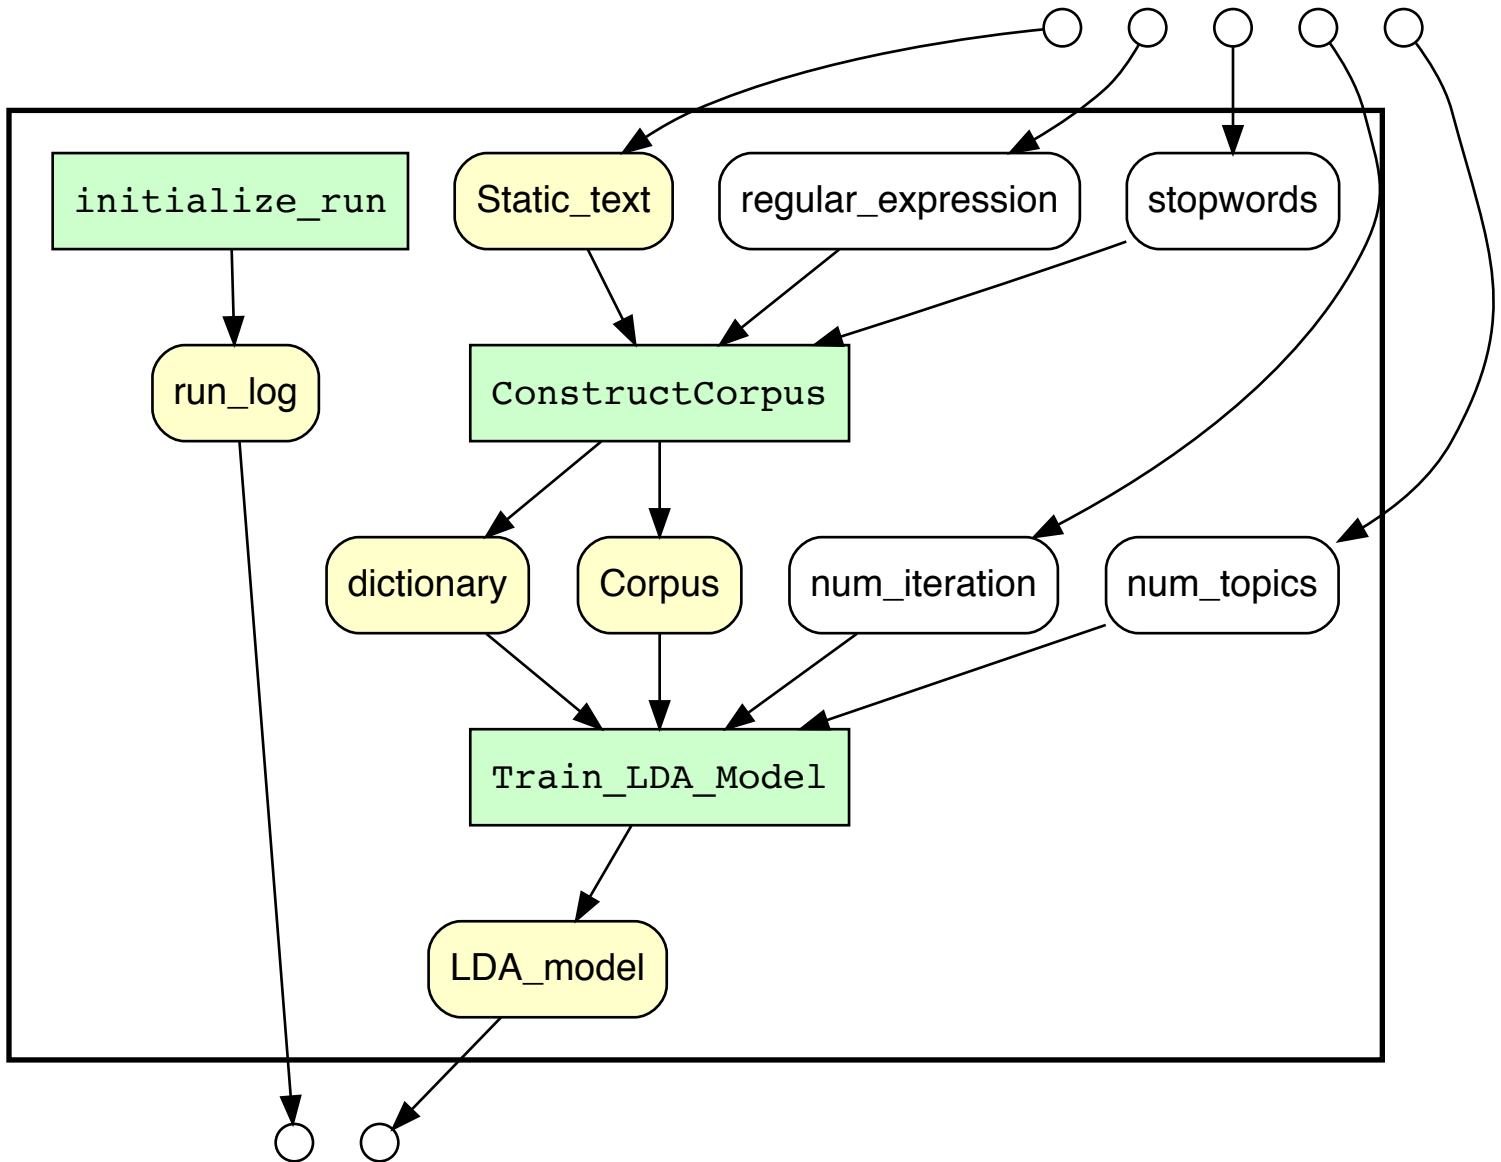 initialize_run
Static_text
regular_expression
stopwords
run_log
ConstructCorpus
dictionary
Corpus
num_iteration
num_topics
Train_LDA_Model
LDA_model